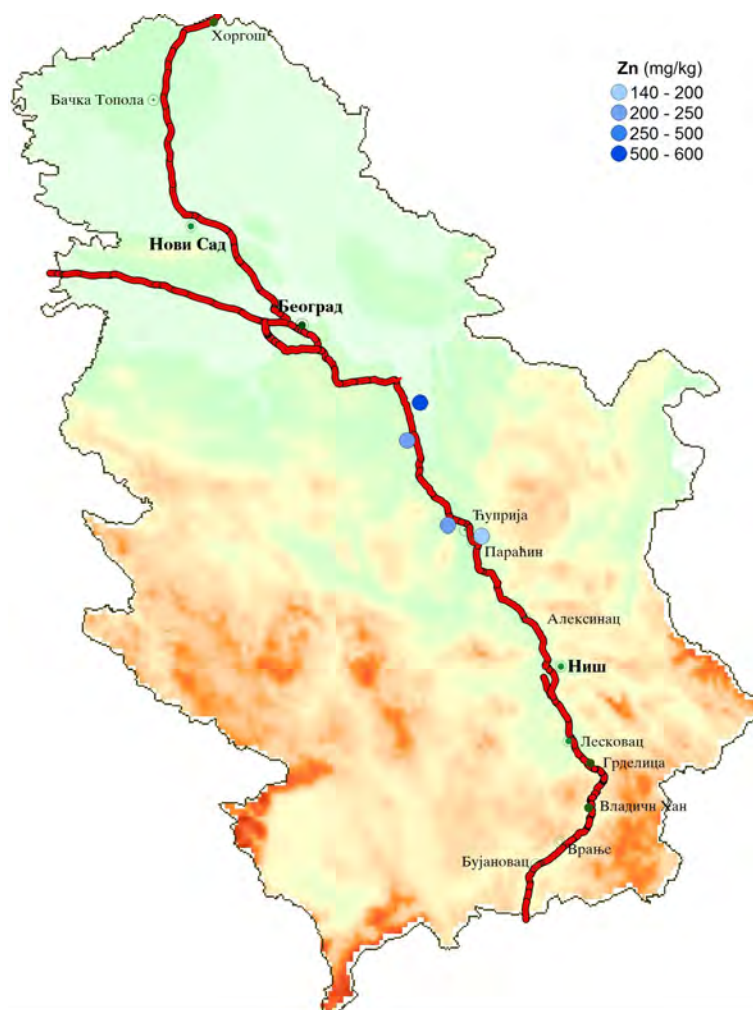 Хоргош
Zn (mg/kg)
140 - 200
200 - 250
250 - 500
500 - 600
Бачка Топола
Нови Сад
Београд
Ћуприја
Параћин
Алексинац
Ниш
Лесковац
Грделица
Владичн Хан
Врање
Бујановац